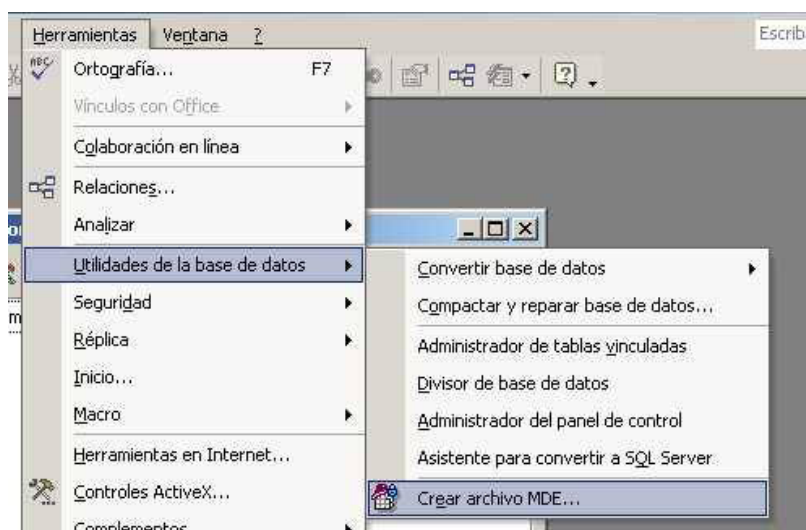 Herramientas Ventana ?
Escrib
ABC
Ortografía... F7
Vínculos con Office
Colaboración en línea
Relaciones...
Analizar
Utilidades de la base de datos
Seguridad
Réplica
Inicio...
Macro
Herramientas en Internet...
Controles ActiveX...
Complementos
Convertir base de datos
Compactar y reparar base de datos...
Administrador de tablas vinculadas
Divisor de base de datos
Administrador del panel de control
Asistente para convertir a SQL Server
Crear archivo MDE...